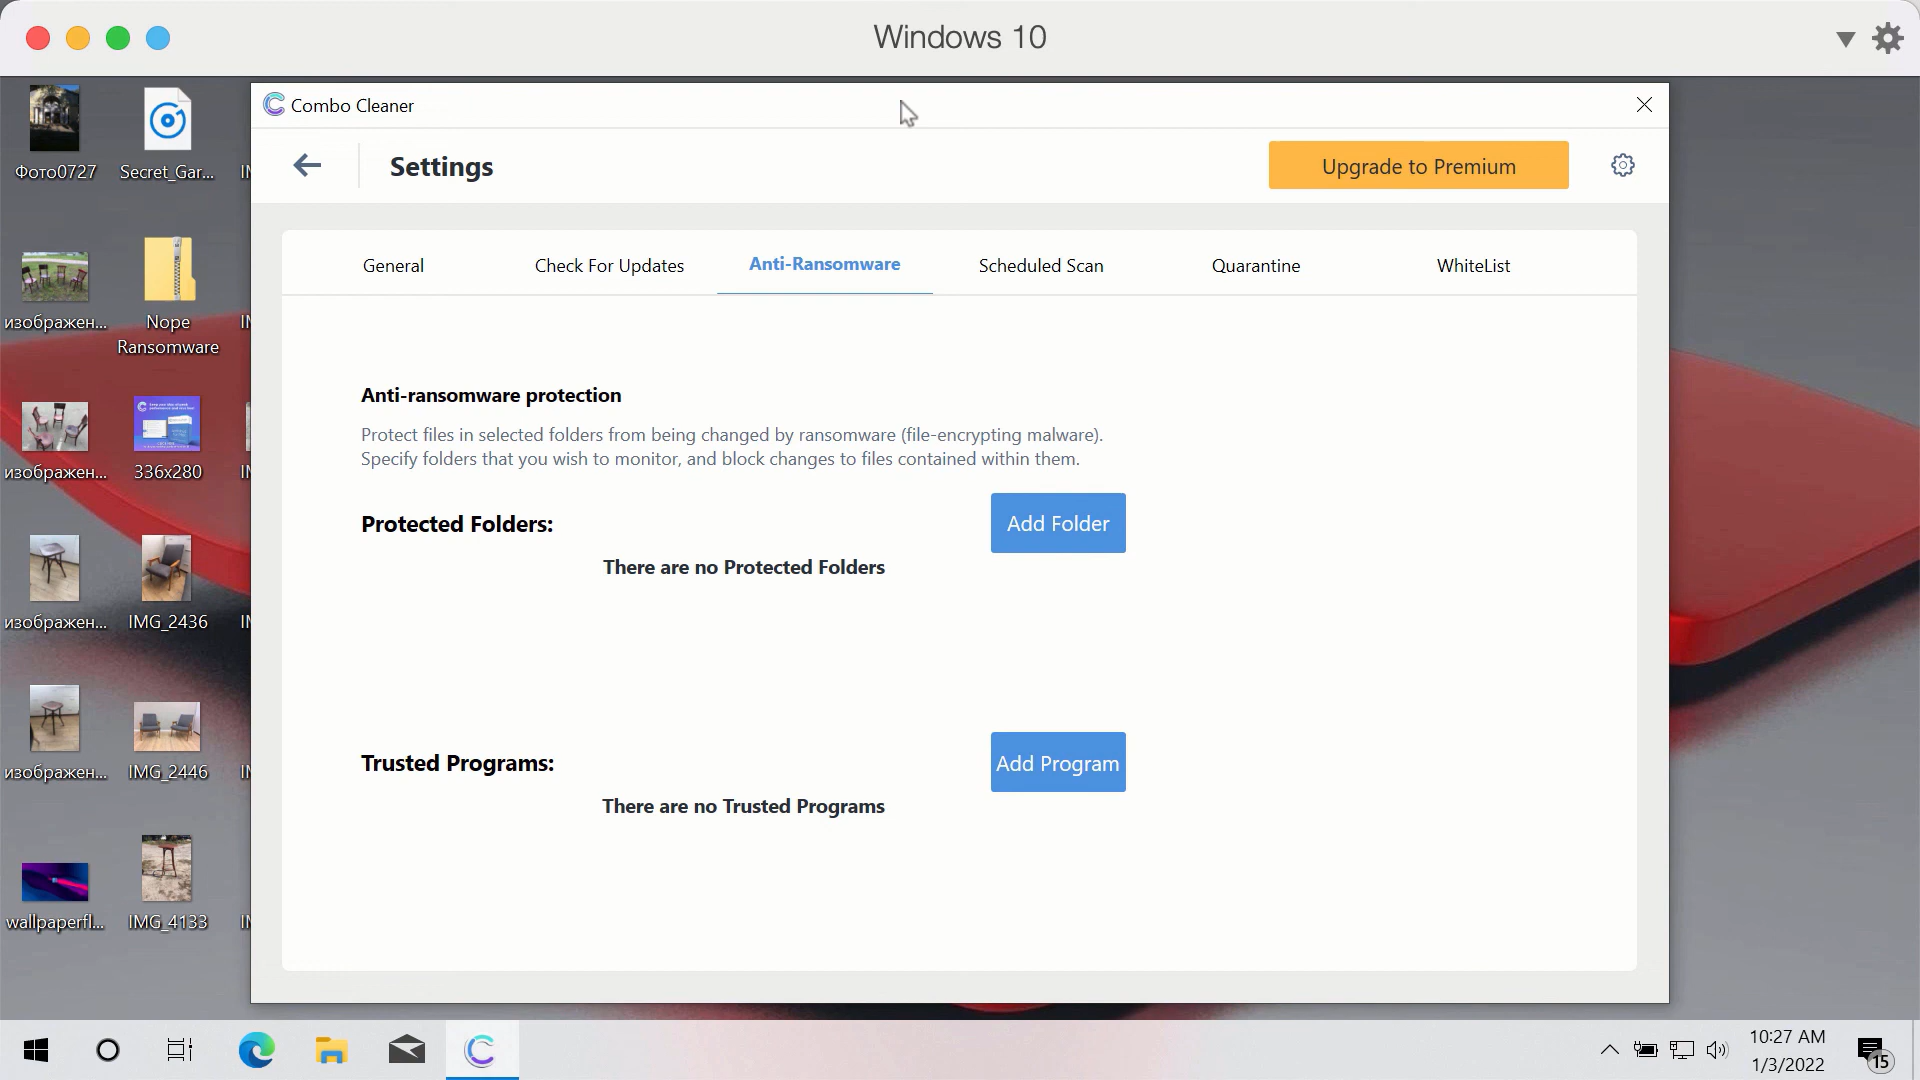 Windows 10
Combo Cleaner
Settings
Upgrade to Premium
General
Check For Updates
Anti-Ransomware
Scheduled Scan
Quarantine
WhiteList
Anti-ransomware protection
Protect files in selected folders from being changed by ransomware (file-encrypting malware).
Specify folders that you wish to monitor, and block changes to files contained within them.
Protected Folders:
Add Folder
There are no Protected Folders
Trusted Programs:
Add Program
There are no Trusted Programs
Фото0727
Secret_Gar...
изображен...
Nope
Ransomware
изображен...
336x280
изображен...
IMG_2436
изображен...
IMG_2446
wallpaperfl...
IMG_4133
10:27 AM
1/3/2022
15